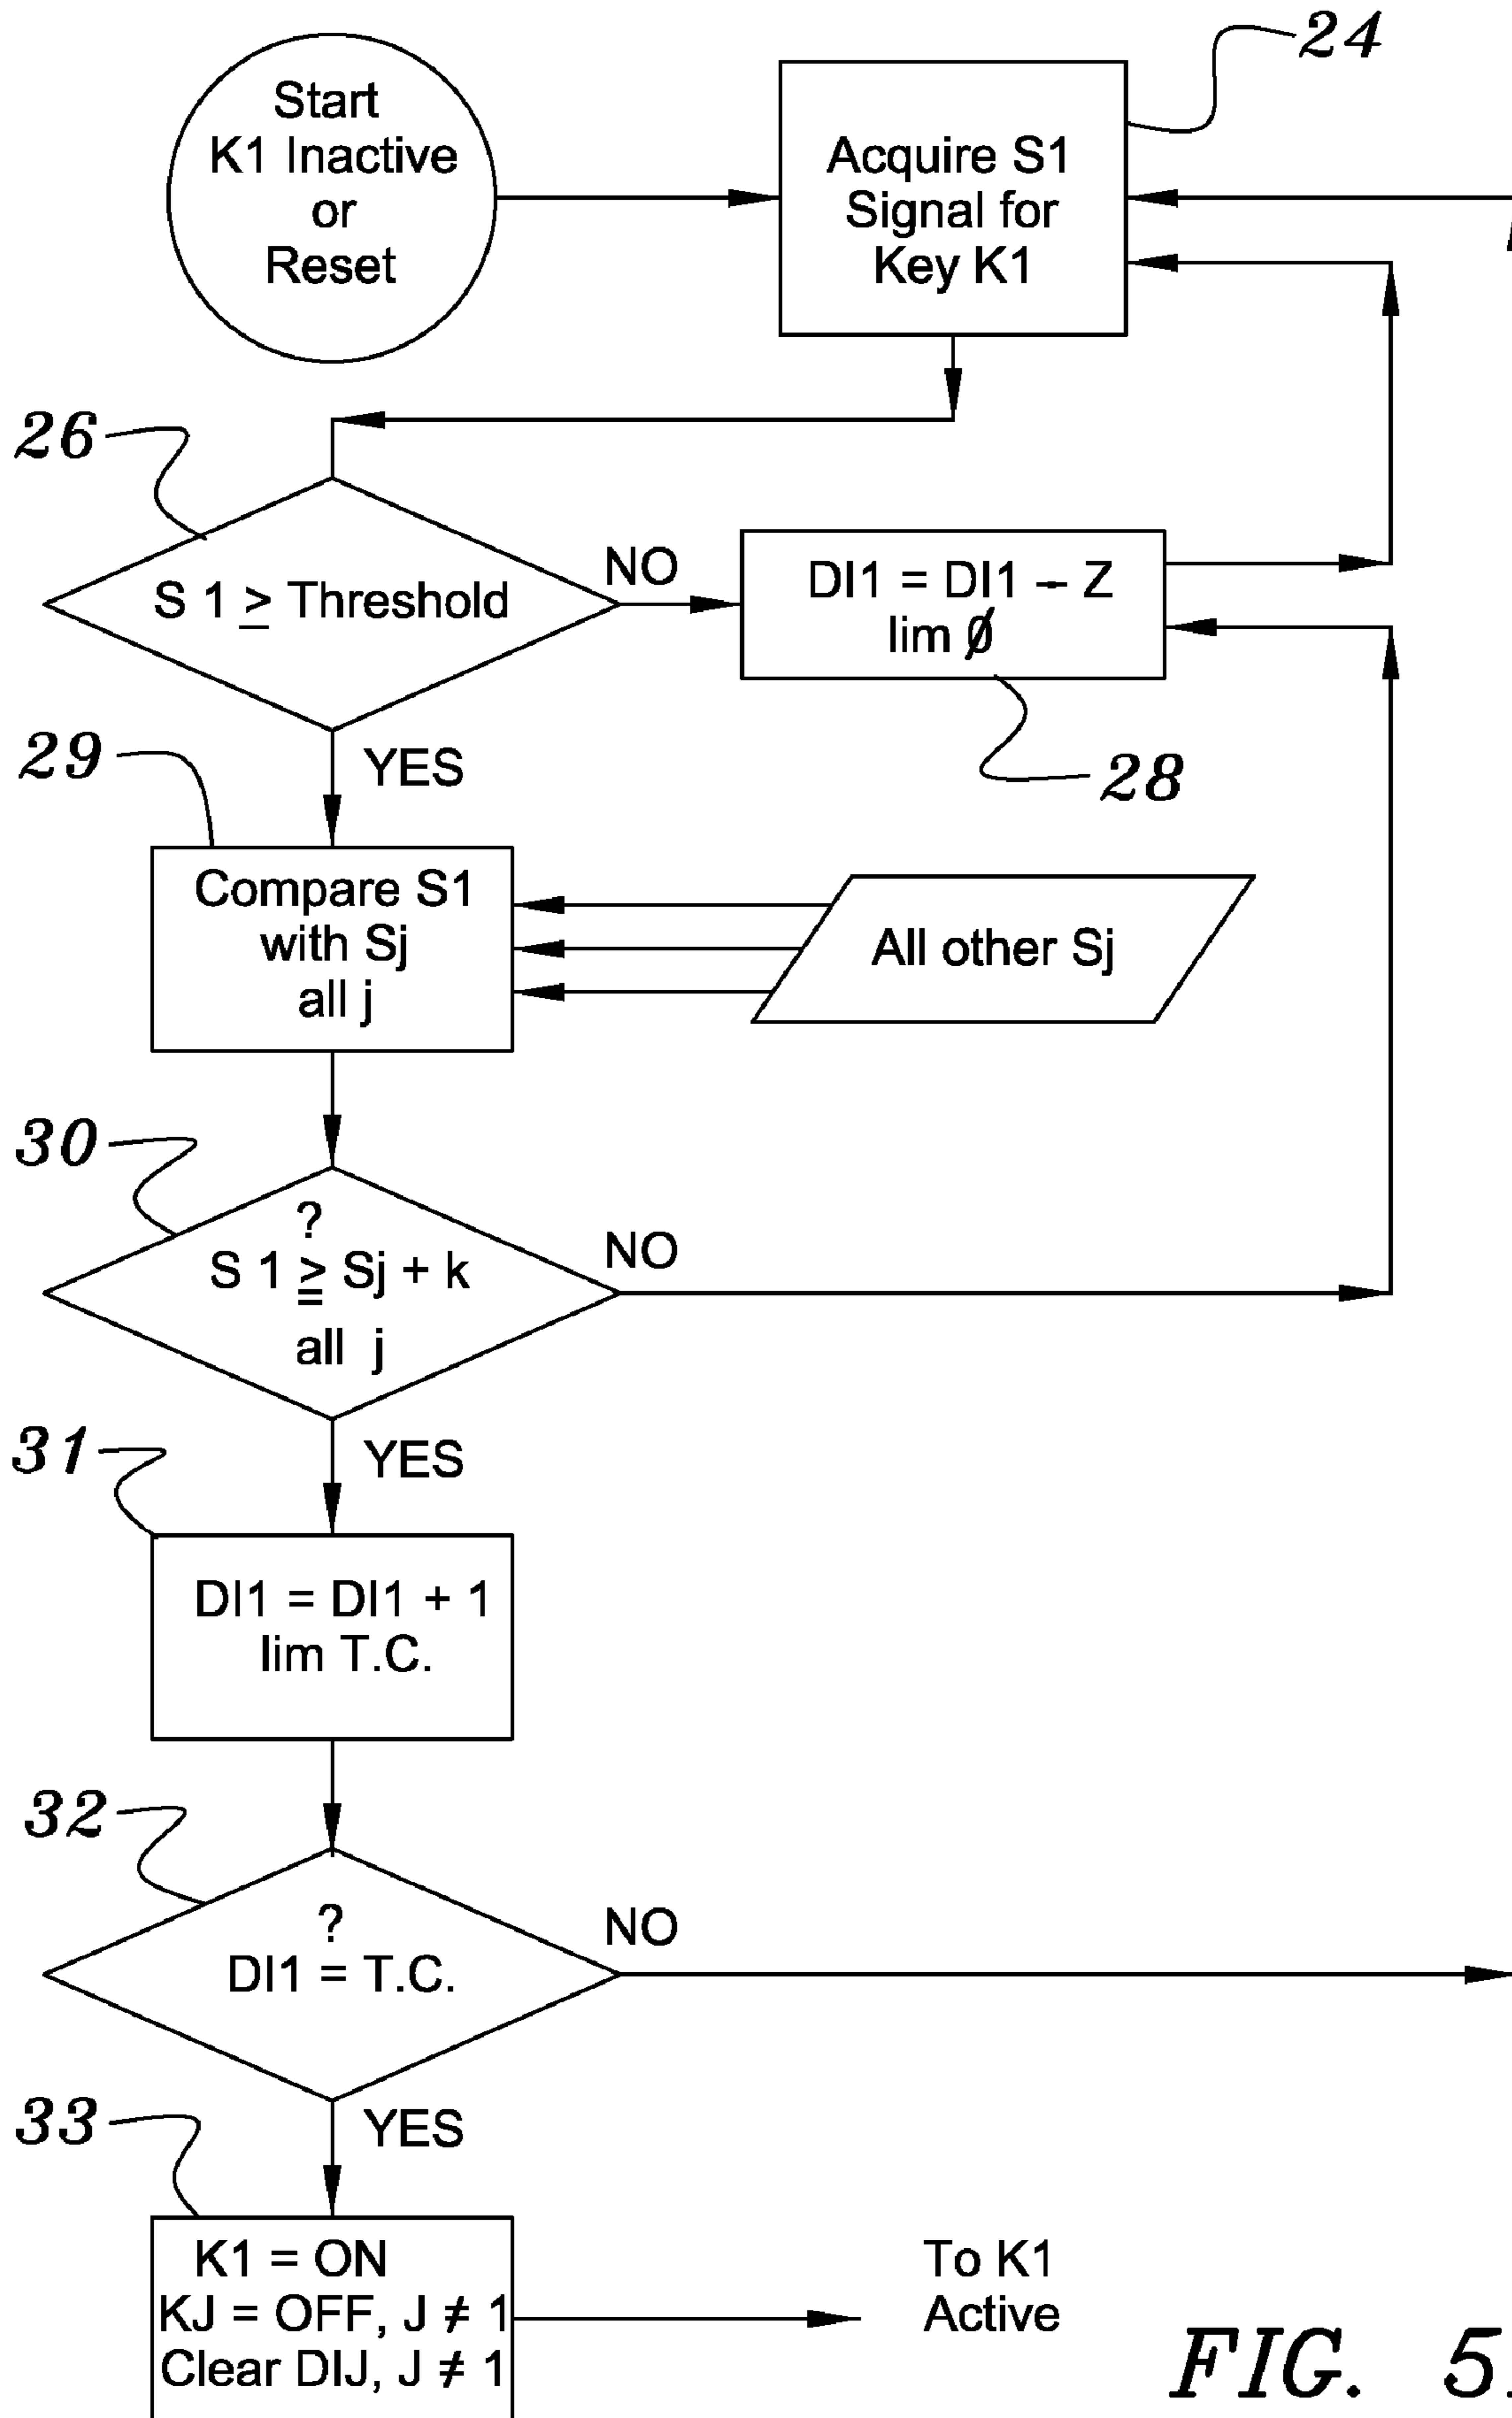 Start
K1 Inactive
or
Reset
24
Acquire S1
Signal for
Key K1
26
S 1 ≥ Threshold
NO
DI1 = DI1 – Z
lim Ø
28
YES
29
Compare S1
with Sj
all j
All other Sj
30
?
S 1 ≧ Sj + k
all j
NO
YES
31
DI1 = DI1 + 1
lim T.C.
32
?
DI1 = T.C.
NO
YES
33
K1 = ON
KJ = OFF, J ≠ 1
Clear DIJ, J ≠ 1
To K1
Active
FIG. 5.